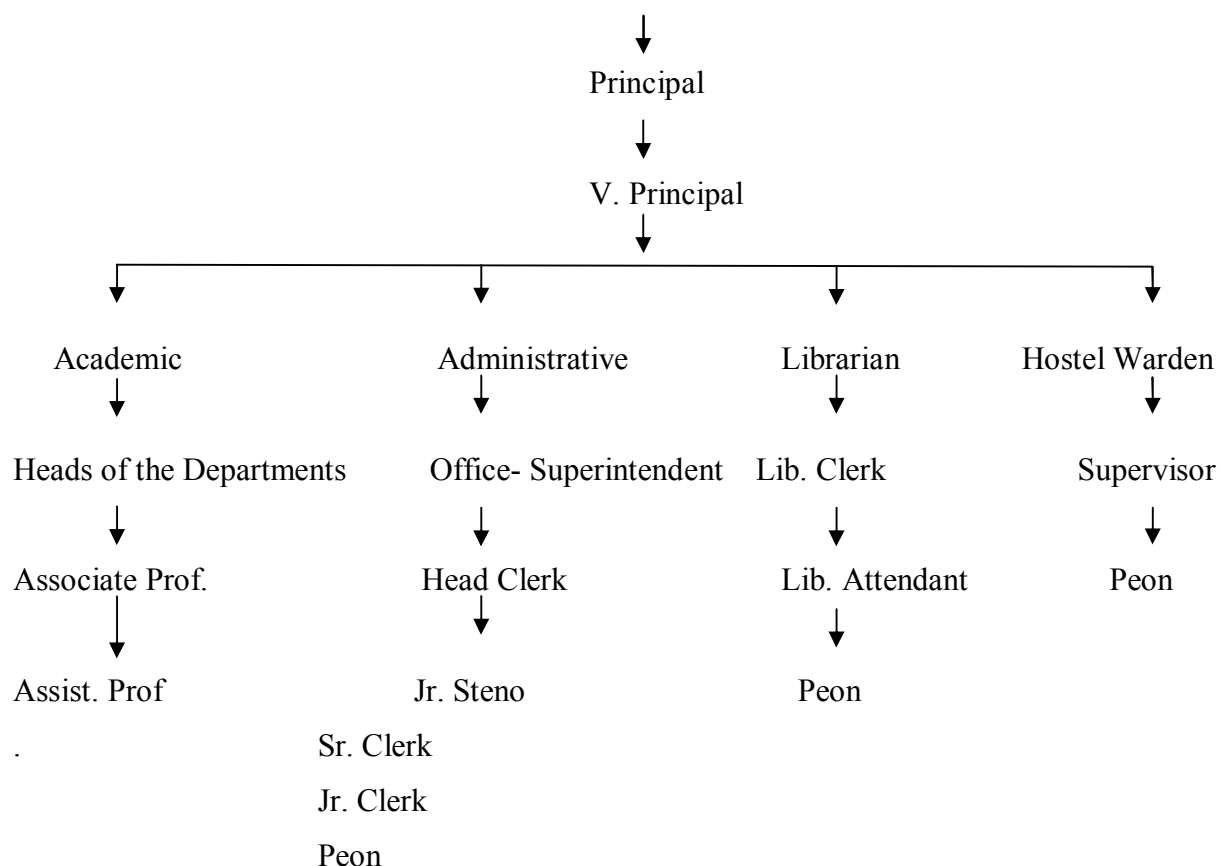 Principal
V. Principal
Academic Administrative Librarian Hostel Warden
Heads of the Departments Office- Superintendent Lib. Clerk Supervisor
Associate Prof. Head Clerk Lib. Attendant Peon
Assist. Prof Jr. Steno Peon
. Sr. Clerk
Jr. Clerk
Peon